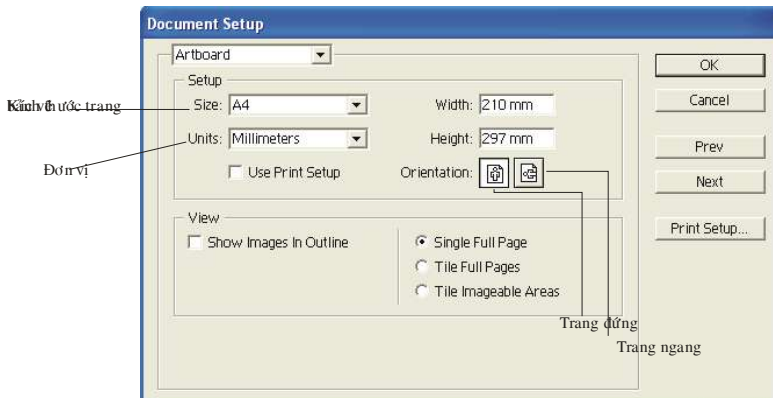 Document Setup
Artboard
OK
Setup
Size: A4
Width: 210 mm
Cancel
thước trang
Units: Millimeters
Height: 297 mm
Prev
Đơn vị
Use Print Setup
Orientation:
Next
View
Print Setup...
Show Images In Outline
Single Full Page
Tile Full Pages
Tile Imageable Areas
Trang đứng
Trang ngang